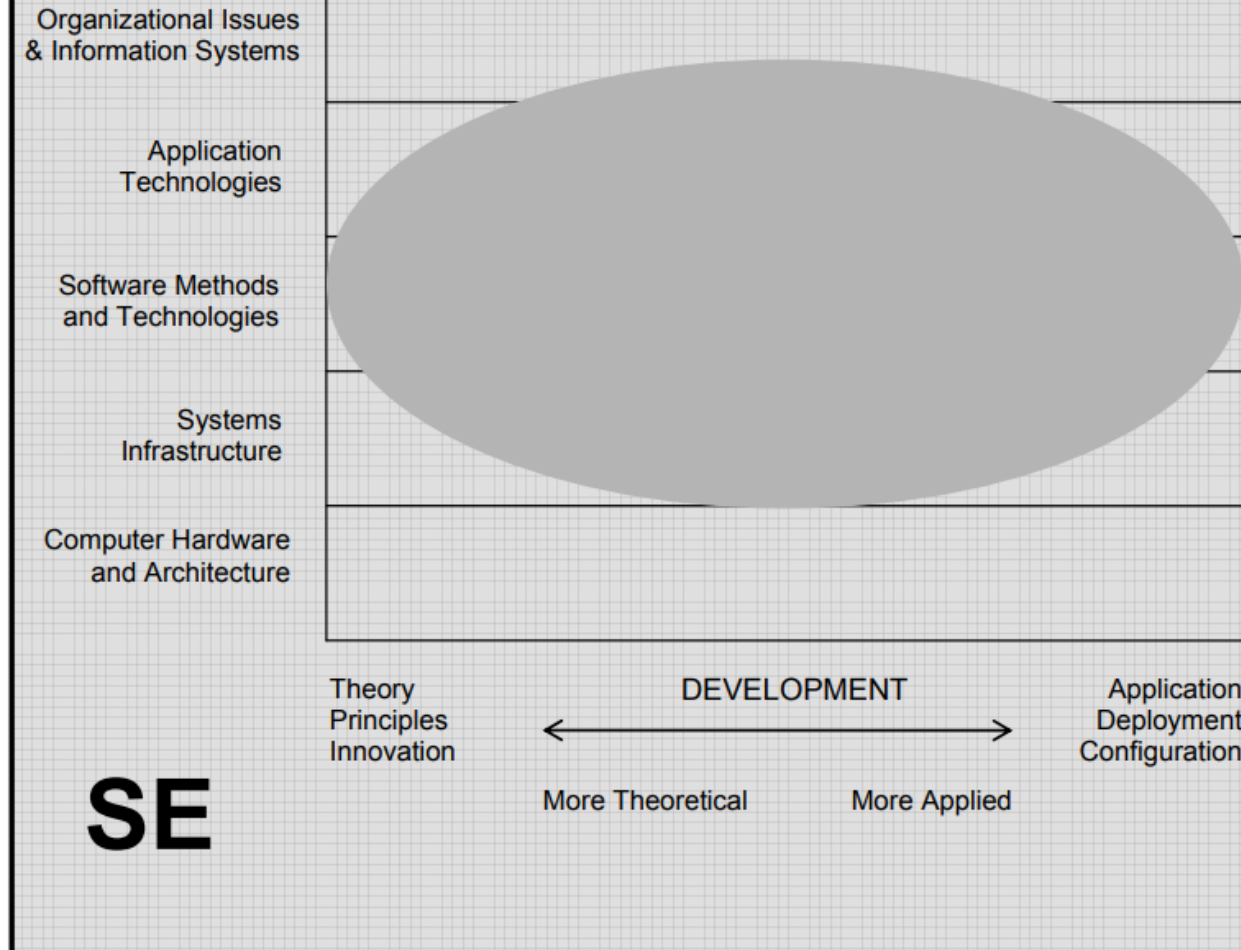 Organizational Issues
& Information Systems
Application
Technologies
Software Methods
and Technologies
Systems
Infrastructure
Computer Hardware
and Architecture
Theory
Principles
Innovation
DEVELOPMENT
Application
Deployment
Configuration
More Theoretical
More Applied
SE